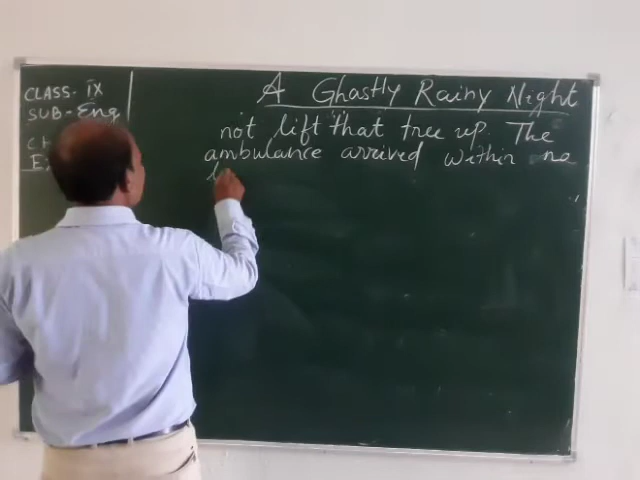 CLASS- IX
SUB- Eng
A Ghastly Rainy Night
not lift that tree up. The
ambulance arrived within no